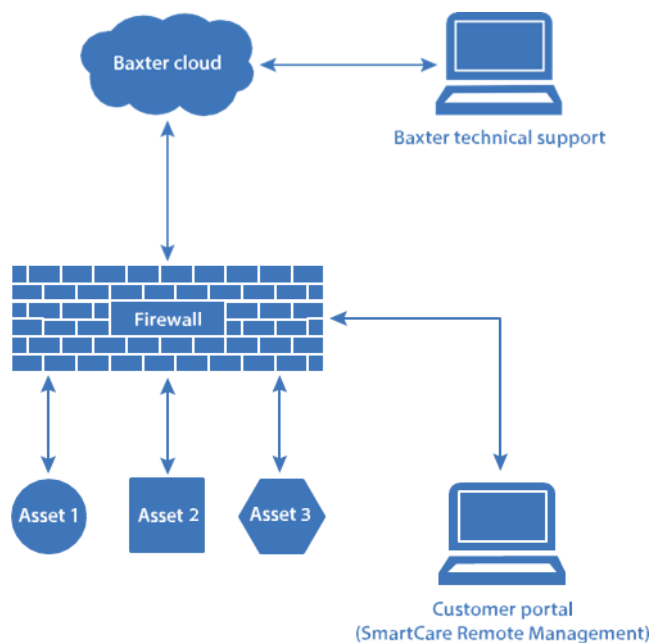 Baxter cloud
Baxter technical support
Firewall
Asset 1
Asset 2
Asset 3
Customer portal
(SmartCare Remote Management)